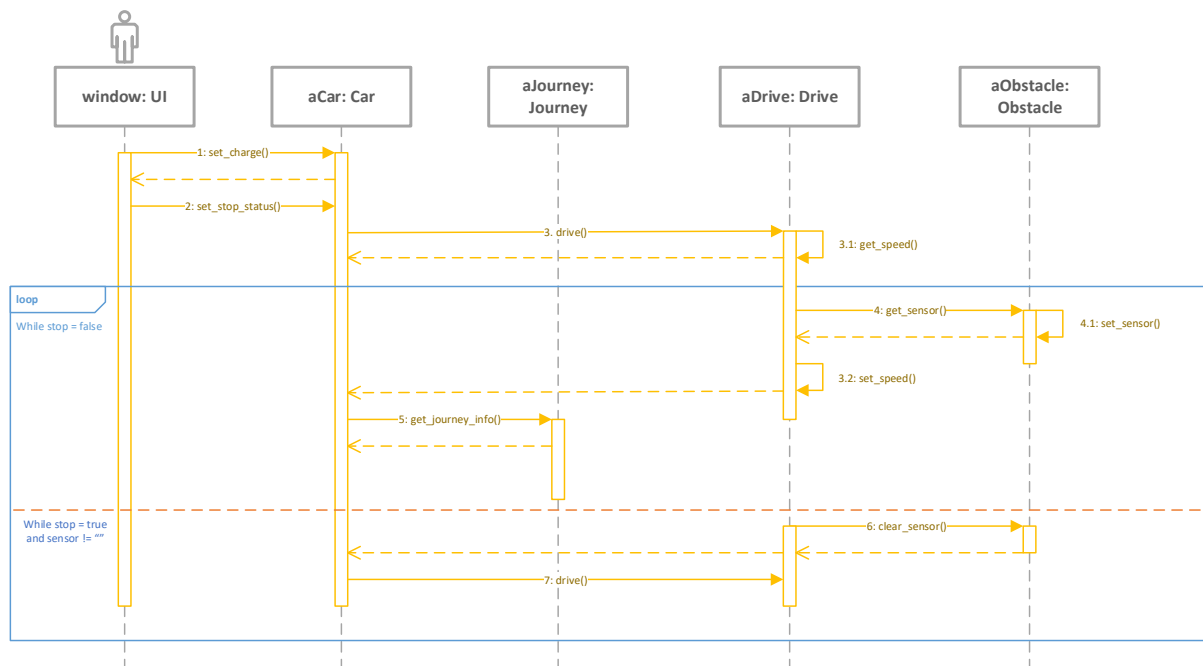 window: UI
aCar: Car
aJourney:
Journey
aDrive: Drive
aObstacle:
Obstacle
1: set_charge()
2: set_stop_status()
3. drive()
3.1: get_speed()
loop
While stop = false
4: get_sensor()
4.1: set_sensor()
3.2: set_speed()
5: get_journey_info()
While stop = true
and sensor != “”
6: clear_sensor()
7: drive()